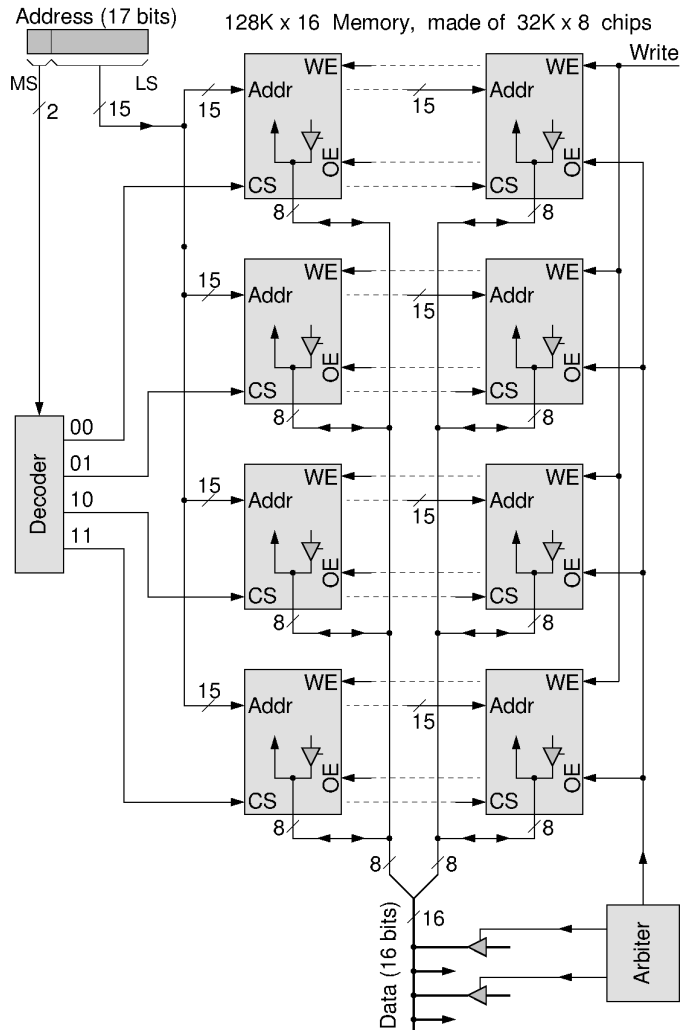 Address (17 bits)
128K x 16 Memory, made of 32K x 8 chips
Write
MS
LS
2
15
15
WE
Addr
OE
CS
8
15
WE
Addr
OE
CS
8
15
WE
Addr
OE
CS
8
15
WE
Addr
OE
CS
8
Decoder
00
01
10
11
15
WE
Addr
OE
CS
8
15
WE
Addr
OE
CS
8
15
WE
Addr
OE
CS
8
15
WE
Addr
OE
CS
8
8
8
16
Data (16 bits)
Arbiter